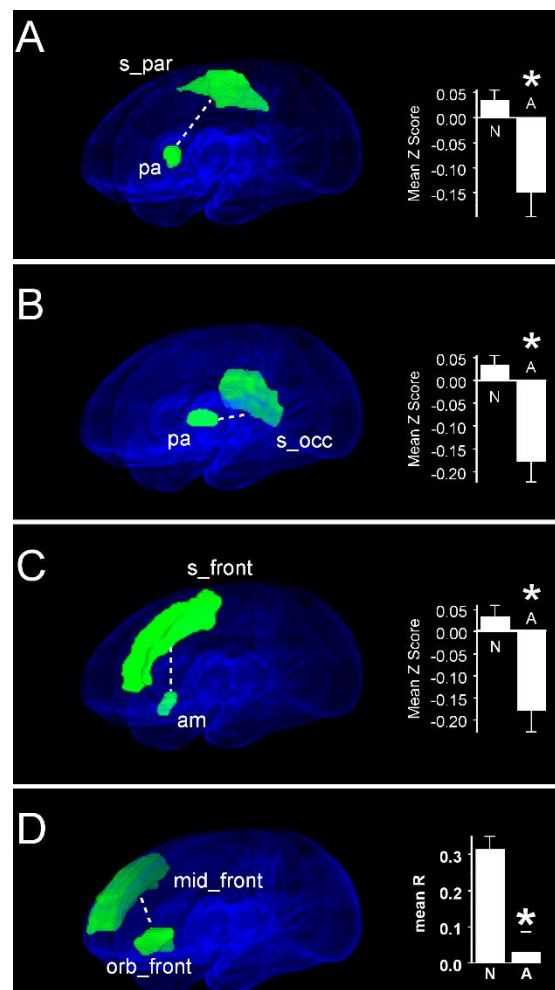 A
s_par
pa
*
0.05
0.00
-0.05
-0.10
-0.15
Mean Z Score
N
A
B
pa
s_occ
*
0.05
0.00
-0.05
-0.10
-0.15
-0.20
Mean Z Score
N
A
C
s_front
am
*
0.05
0.00
-0.05
-0.10
-0.15
-0.20
Mean Z Score
N
A
D
mid_front
orb_front
*
0.3
0.2
0.1
0.0
mean R
N
A